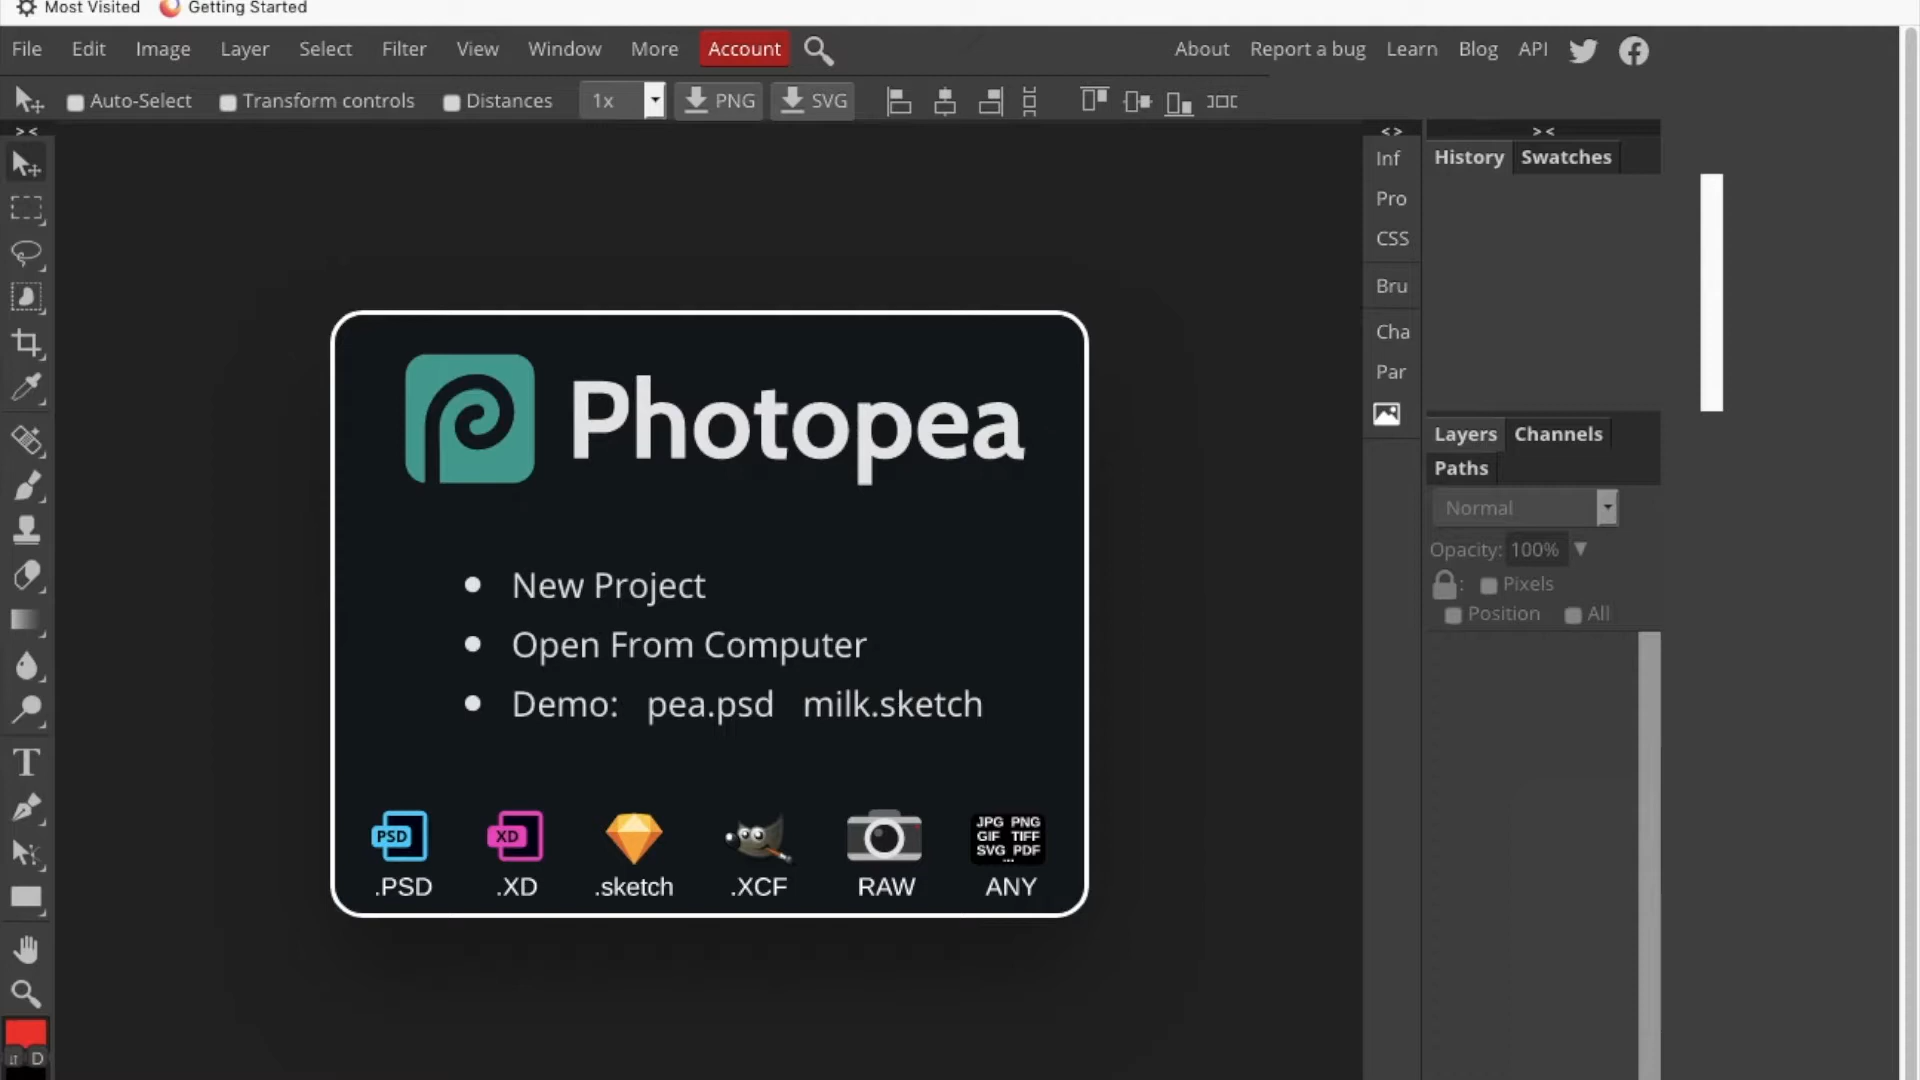 Most Visited Getting Started
File Edit Image Layer Select Filter View Window More Account About Report a bug Learn Blog API
Auto-Select Transform controls Distances 1x PNG SVG
> < < > > <
Inf History Swatches
Pro
CSS
Bru
Cha
Par
Photopea
Layers Channels
Paths
Normal
Opacity: 100%
: Pixels
Position All
New Project
Open From Computer
Demo: pea.psd milk.sketch
PSD XD JPG PNG
GIF TIFF
SVG PDF
...
.PSD .XD .sketch .XCF RAW ANY
T
D